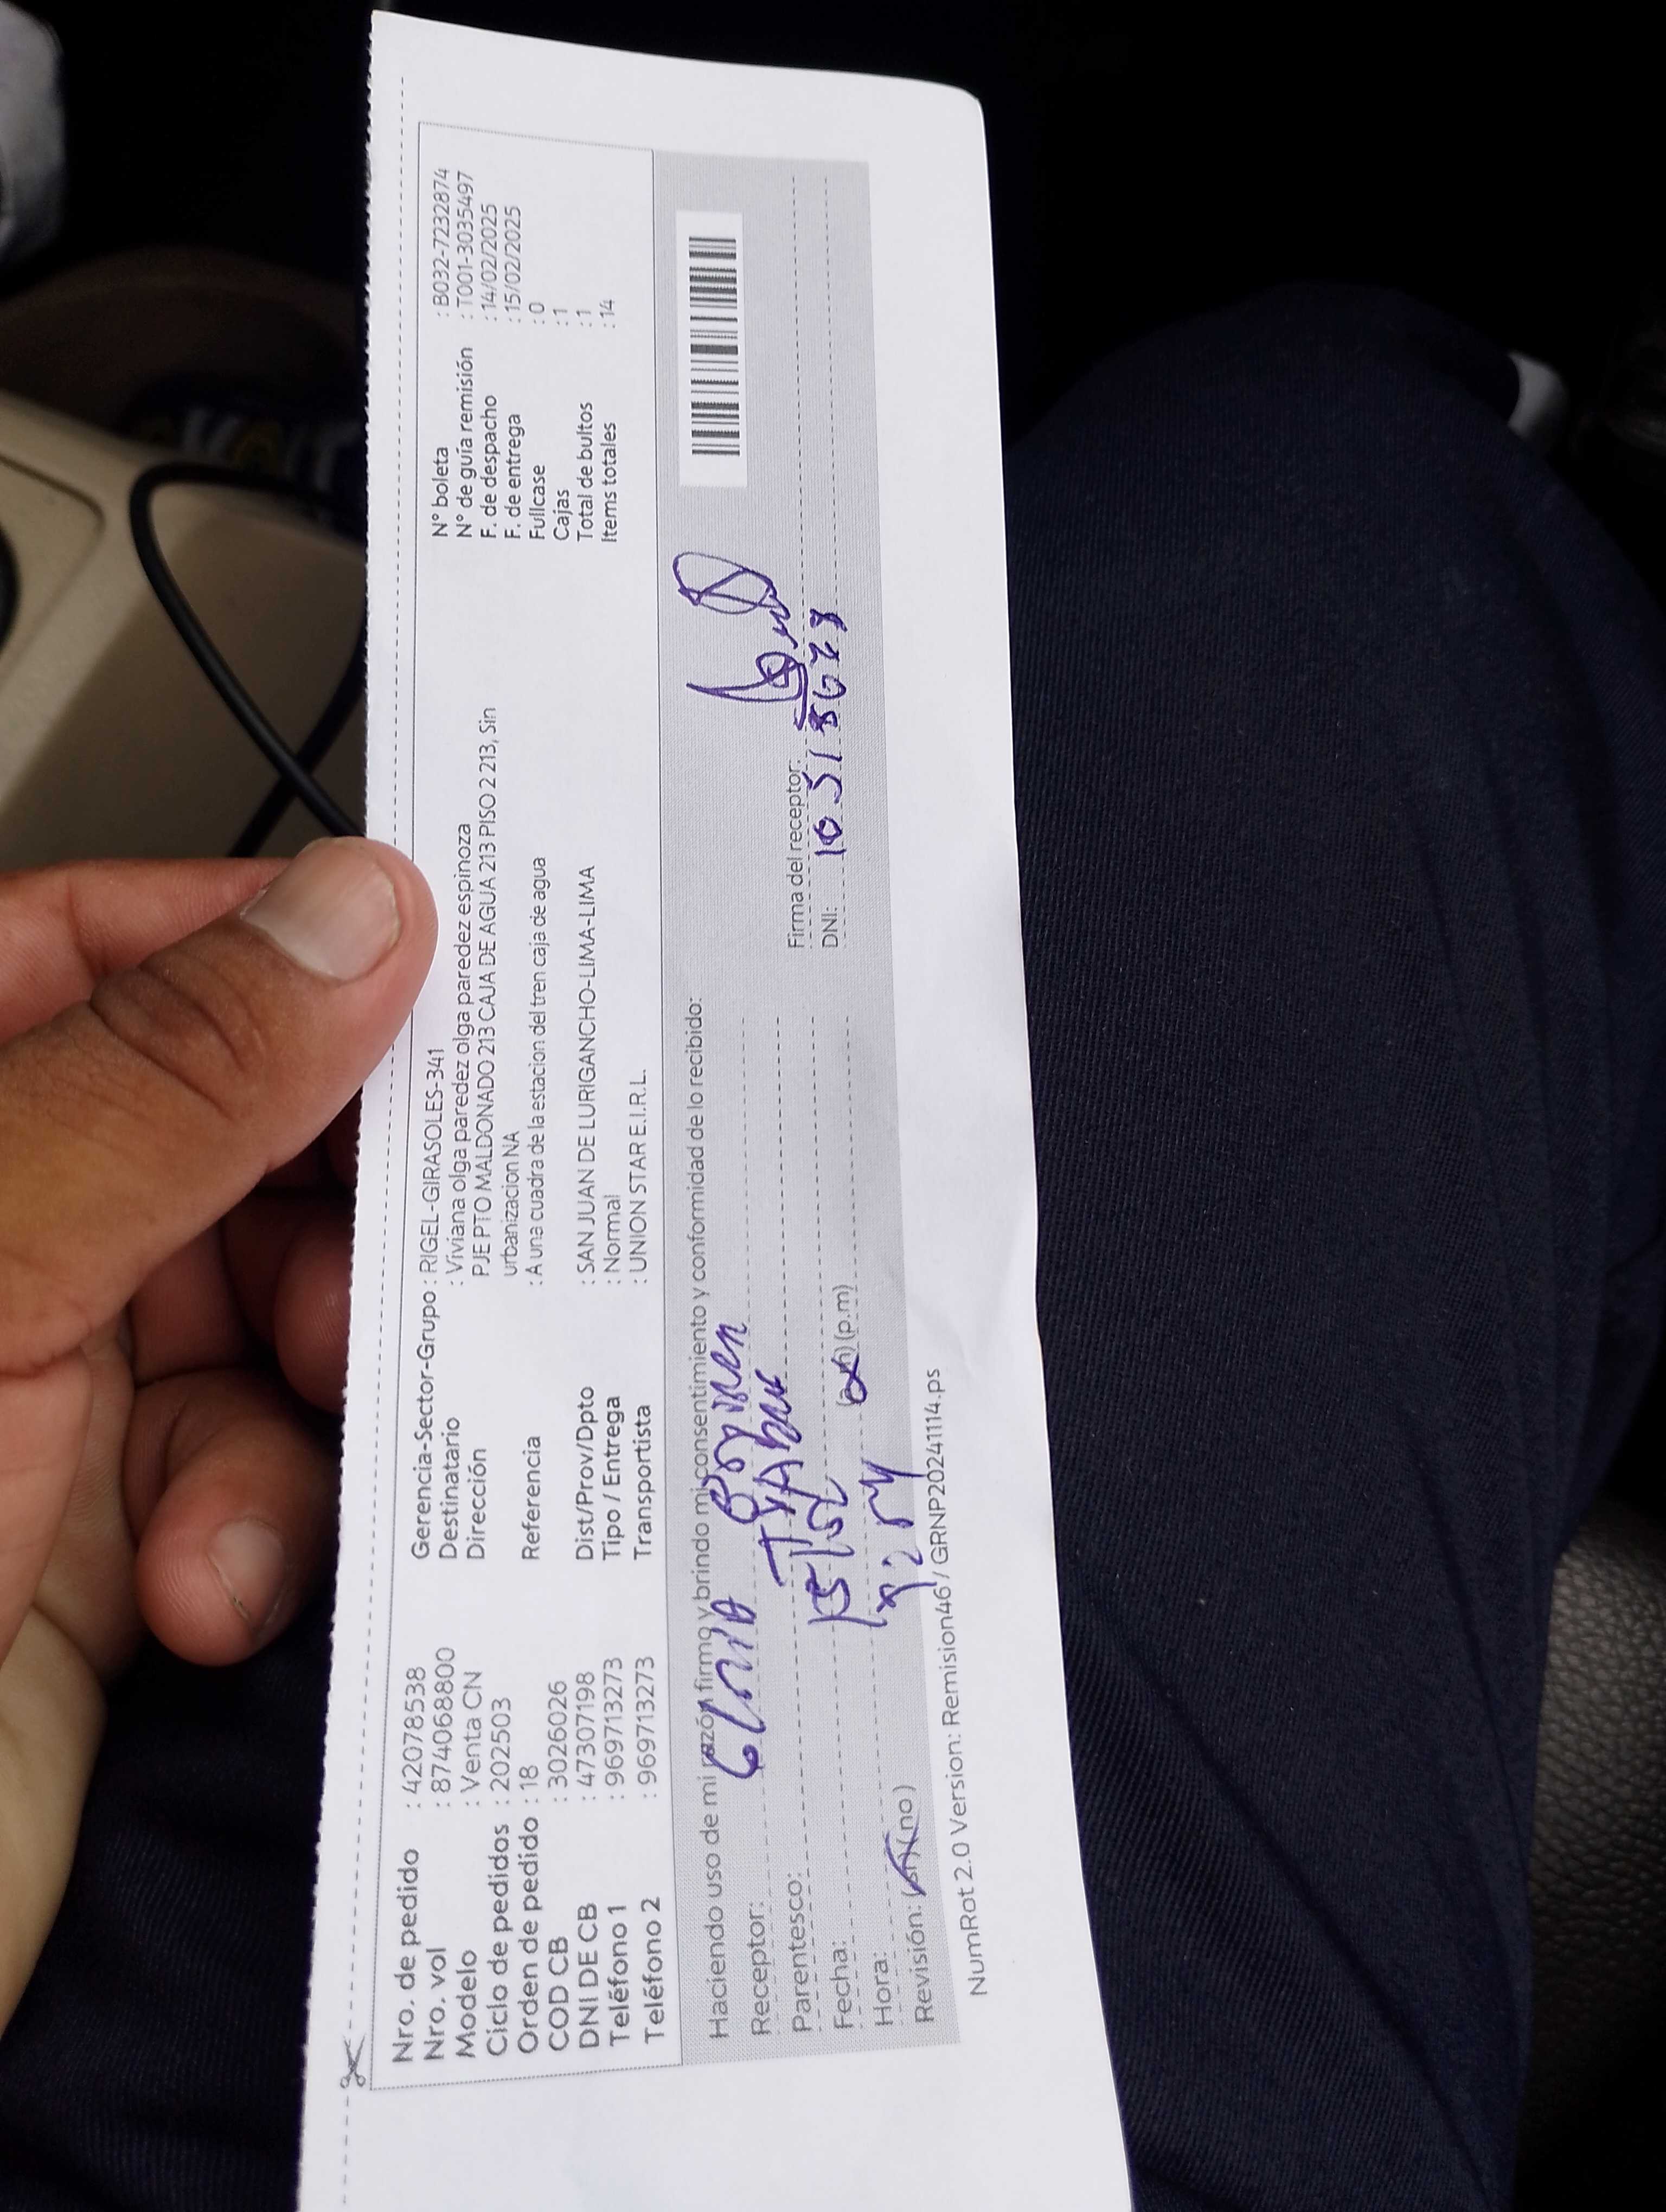 Nro. de pedido : 42078538
Nro. vol : 8740688800
Modelo : Venta CN
Ciclo de pedidos : 202503
Orden de pedido : 18
COD CB : 3026026
DNI DE CB : 47307198
Teléfono 1 : 969713273
Teléfono 2 : 969713273
Gerencia-Sector-Grupo : RIGEL-GIRASOLES-341
Destinatario : Viviana olga paredez olga paredez espinoza
Dirección PJE PTO MALDONADO 213 CAJA DE AGUA 213 PISO 2 213, Sin
urbanizacion NA
Referencia : A una cuadra de la estacion del tren caja de agua
Dist/Prov/Dpto : SAN JUAN DE LURIGANCHO-LIMA-LIMA
Tipo / Entrega : Normal
Transportista : UNION STAR E.I.R.L.
N° boleta : B032-7232874
N° de guía remisión : T001-3035497
F. de despacho : 14/02/2025
F. de entrega : 15/02/2025
Fullcase : 0
Cajas : 1
Total de bultos : 1
Items totales : 14
Haciendo uso de mi razón firmo y brindo mi consentimiento y conformidad de lo recibido:
Receptor:
Parentesco:
Fecha:
Hora: (p.m)
Revisión: (no)
Firma del receptor:
DNI:
NumRot 2.0 Version: Remision46 / GRNP20241114.ps